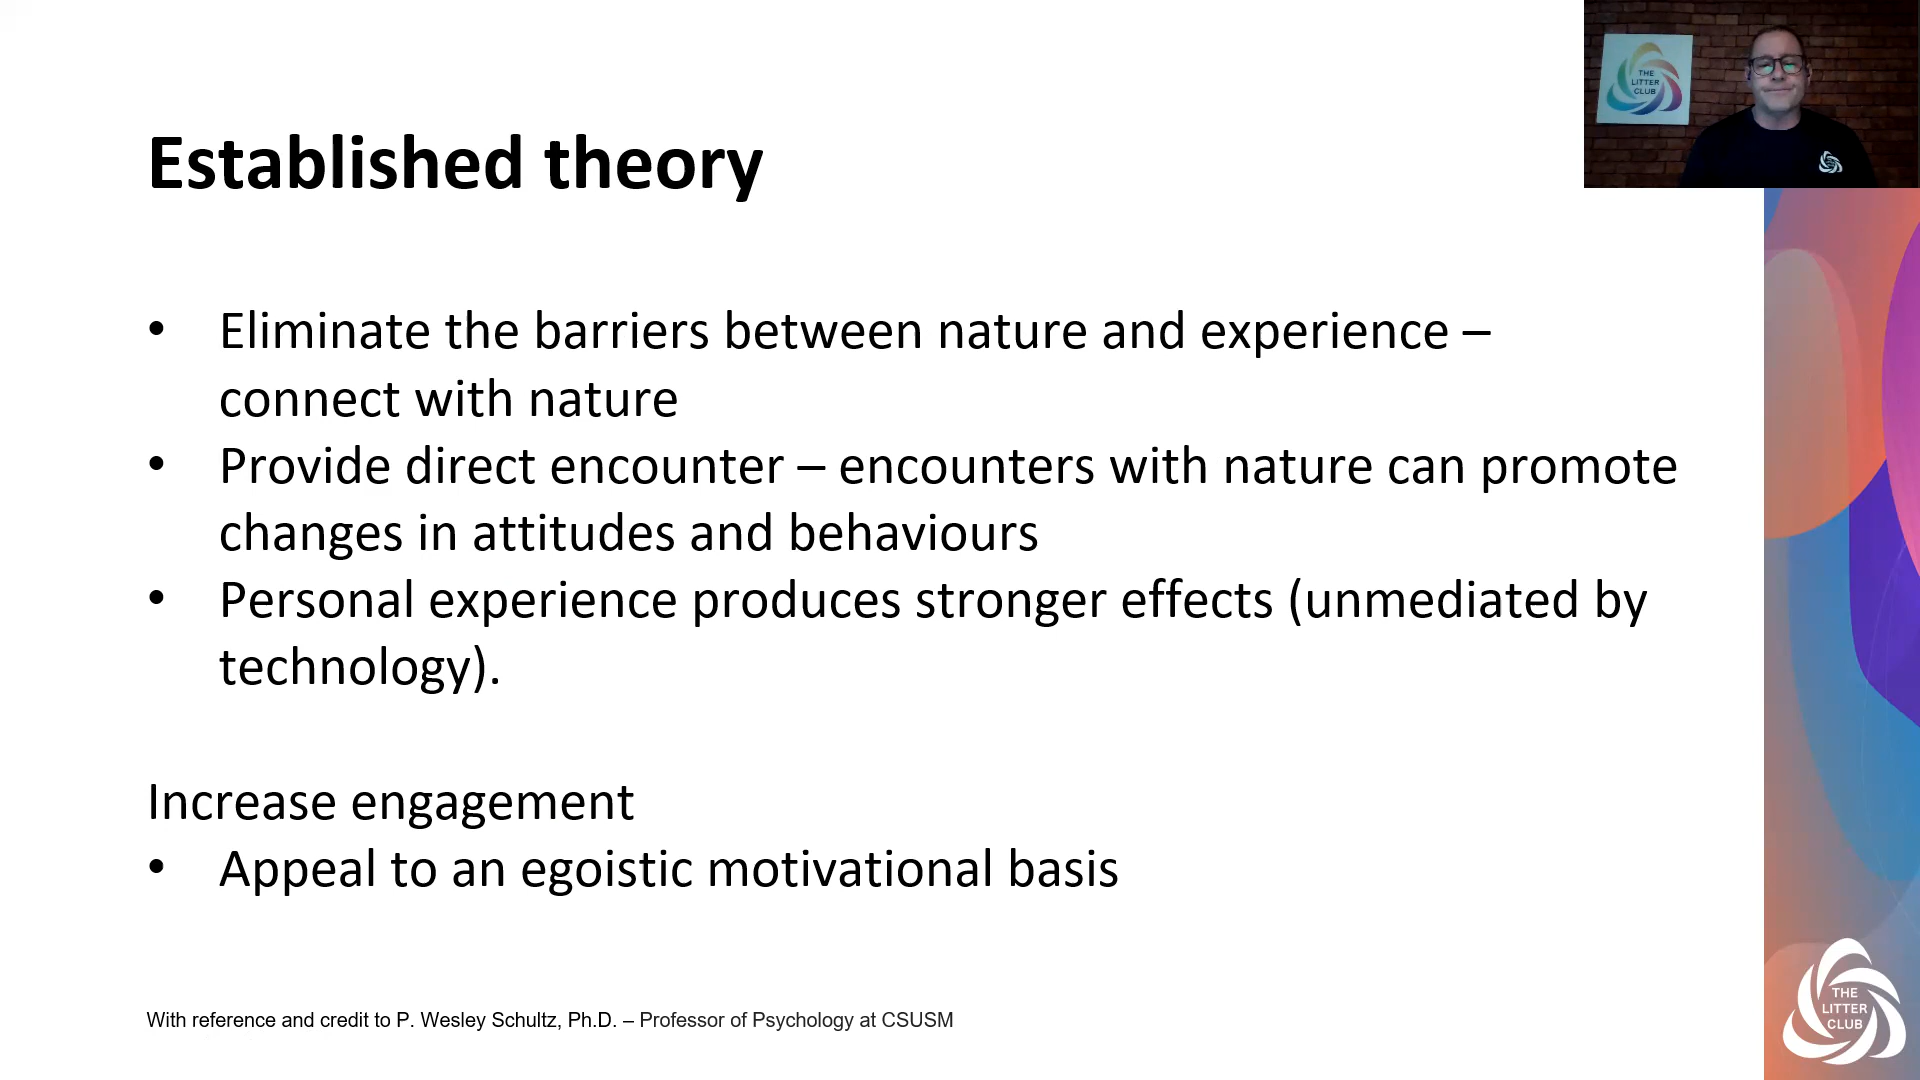 THE
LITTER
CLUB
Established theory
• Eliminate the barriers between nature and experience –
connect with nature
• Provide direct encounter – encounters with nature can promote
changes in attitudes and behaviours
• Personal experience produces stronger effects (unmediated by
technology).
Increase engagement
• Appeal to an egoistic motivational basis
With reference and credit to P. Wesley Schultz, Ph.D. – Professor of Psychology at CSUSM
THE
LITTER
CLUB